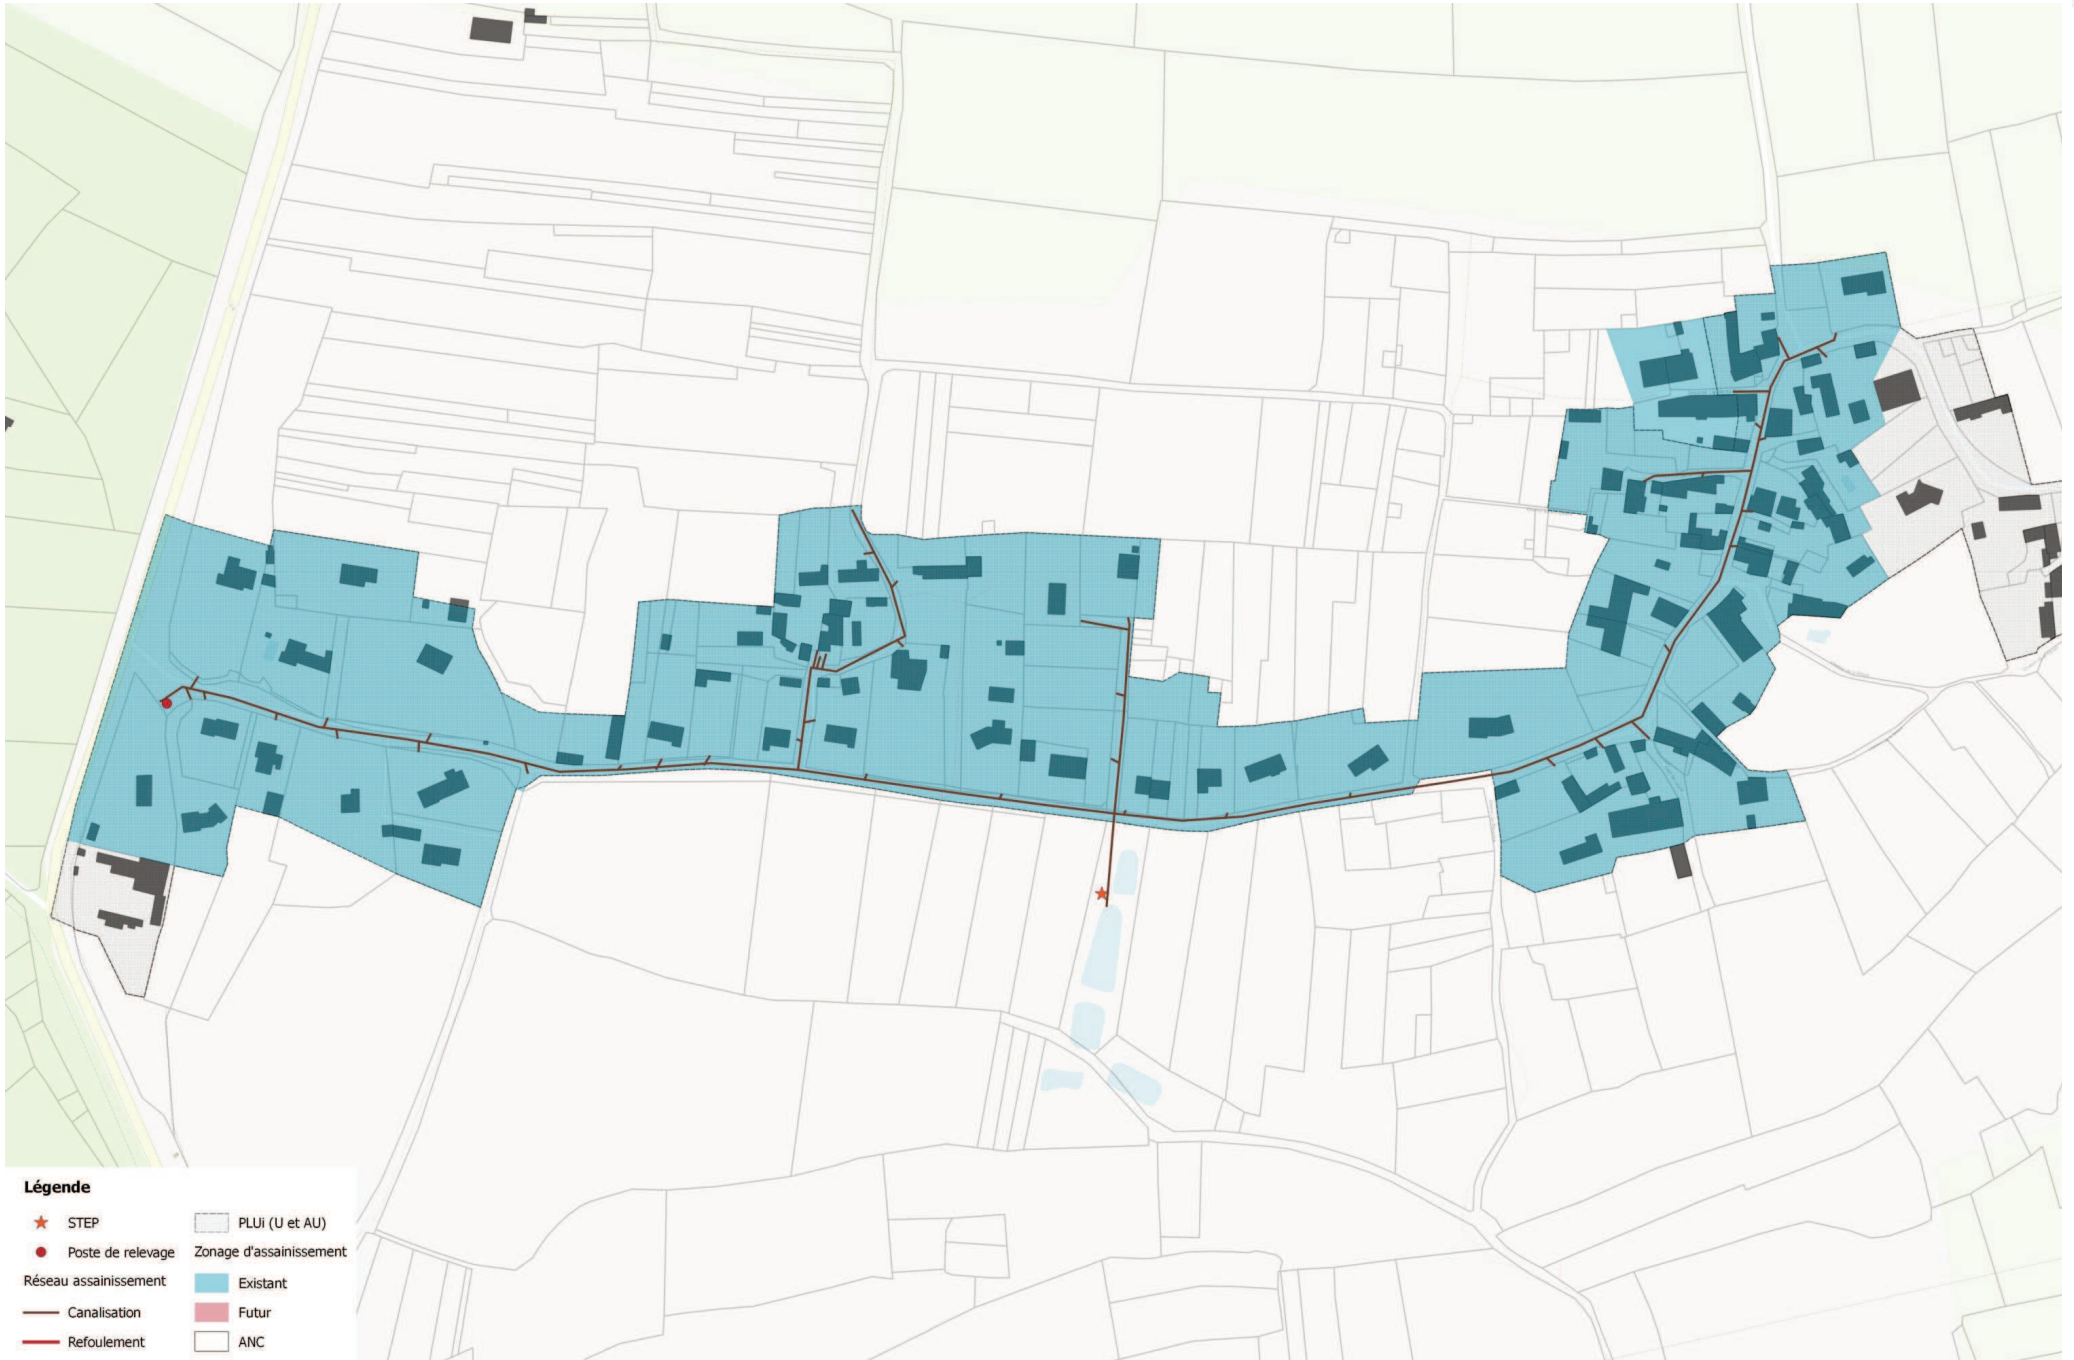 Légende
STEP
Poste de relevage
Réseau assainissement
Canalisation
Refoulement
PLUi (U et AU)
Zonage d'assainissement
Existant
Futur
ANC